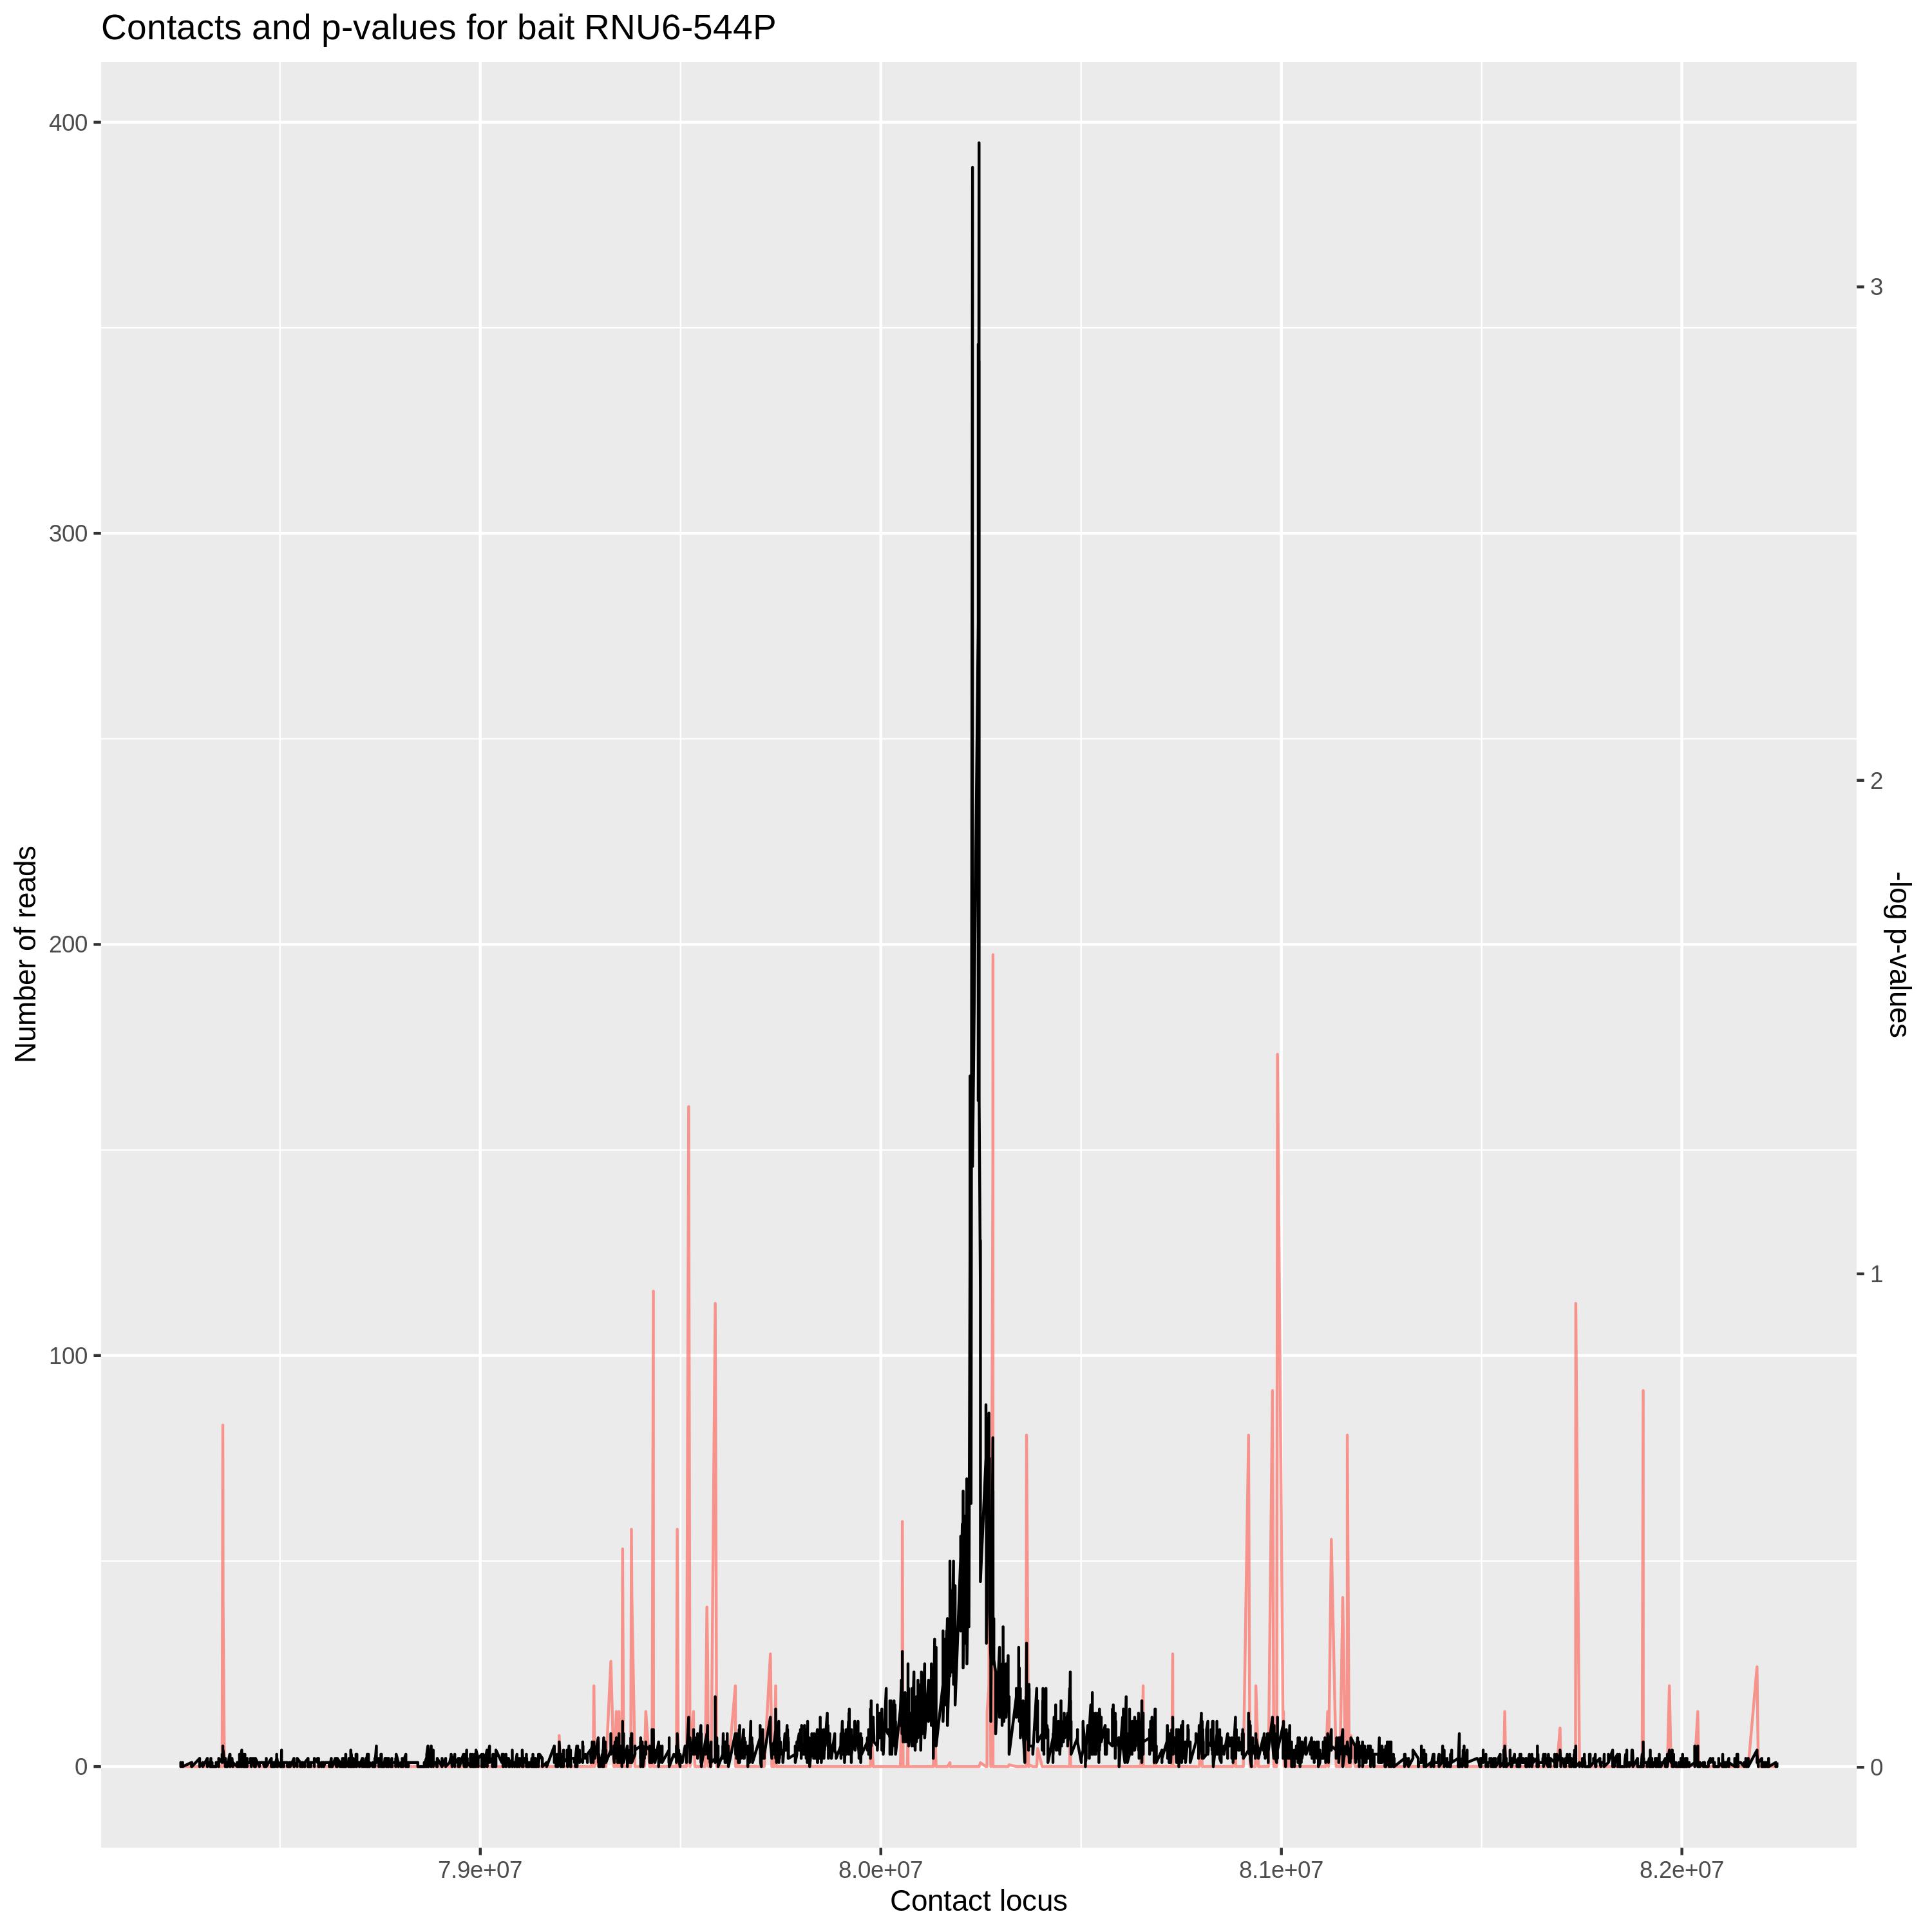 Contacts and p-values for bait RNU6-544P
400
300
200
100
0
Number of reads
3
2
1
0
-log p-values
7.9e+07
8.0e+07
8.1e+07
8.2e+07
Contact locus